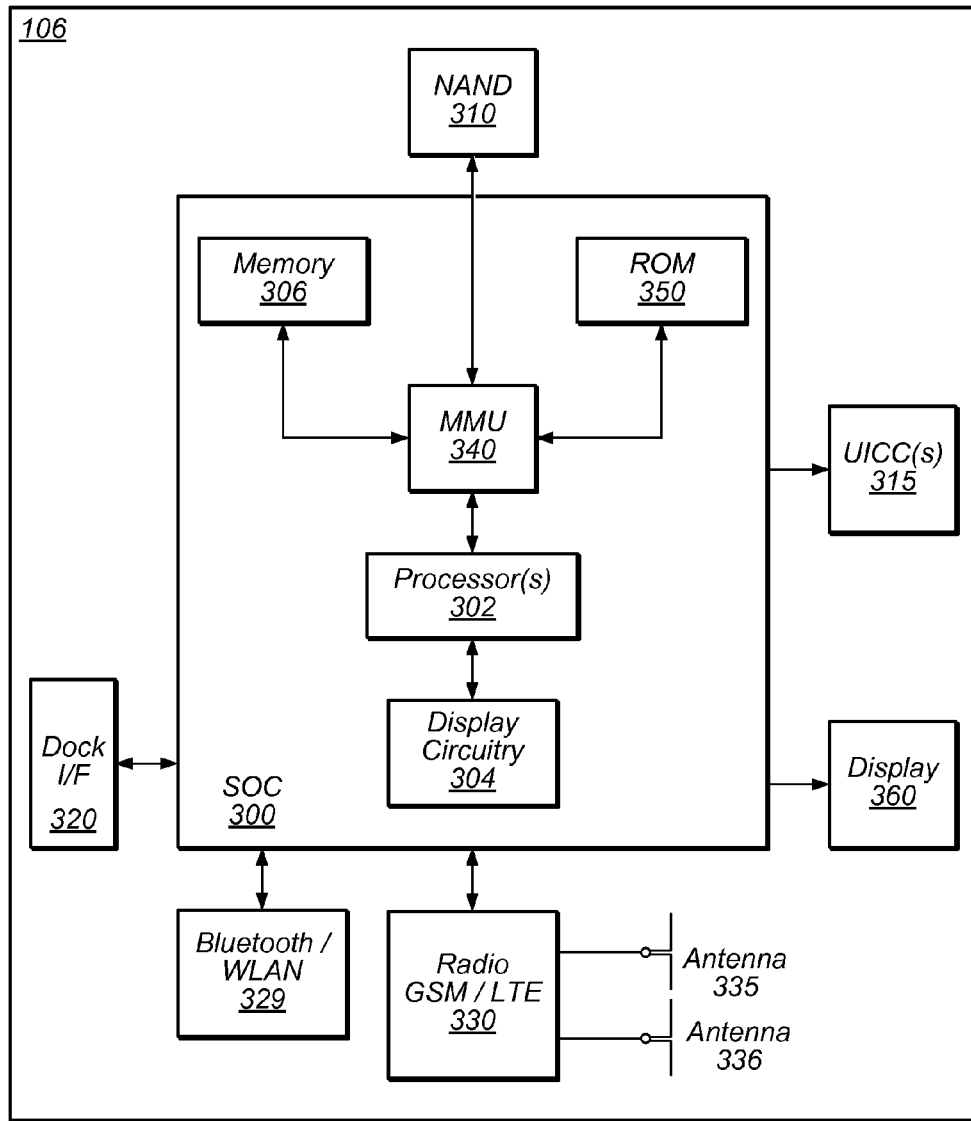 106
NAND
310
Memory
306
ROM
350
MMU
340
UICC(s)
315
Processor(s)
302
Display
Circuitry
304
Dock
I/F
320
SOC
300
Display
360
Bluetooth /
WLAN
329
Radio
GSM / LTE
330
Antenna
335
Antenna
336